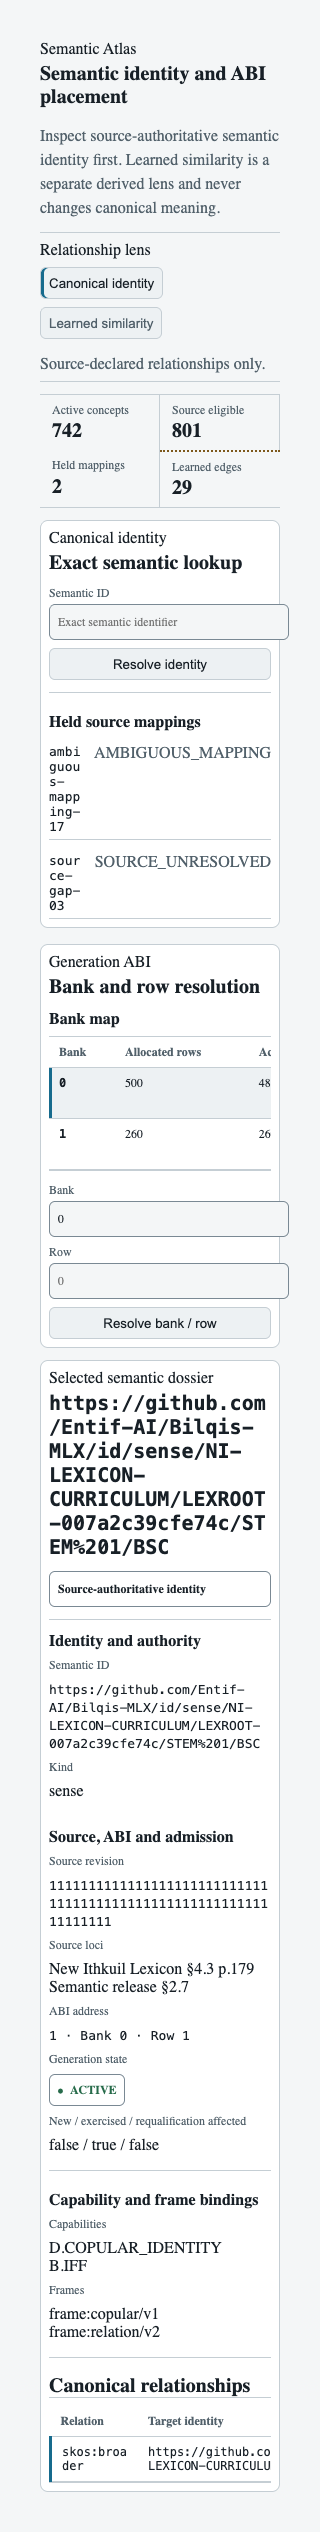 Semantic Atlas
Semantic identity and ABI
placement
Inspect source-authoritative semantic
identity first. Learned similarity is a
separate derived lens and never
changes canonical meaning.
Relationship lens
Canonical identity
Learned similarity
Source-declared relationships only.
Active concepts
742
Source eligible
801
Held mappings
2
Learned edges
29
Canonical identity
Exact semantic lookup
Semantic ID
Exact semantic identifier
Resolve identity
Held source mappings
ambi
guou
s-
mapp
ing-
17
AMBIGUOUS_MAPPING
sour
ce-
gap-
03
SOURCE_UNRESOLVED
Generation ABI
Bank and row resolution
Bank map
Bank Allocated rows Ac
0 500 48
1 260 26
Bank
0
Row
0
Resolve bank / row
Selected semantic dossier
https://github.com
/Entif-AI/Bilqis-
MLX/id/sense/NI-
LEXICON-
CURRICULUM/LEXROOT
-007a2c39cfe74c/ST
EM%201/BSC
Source-authoritative identity
Identity and authority
Semantic ID
https://github.com/Entif-
AI/Bilqis-MLX/id/sense/NI-
LEXICON-CURRICULUM/LEXROOT-
007a2c39cfe74c/STEM%201/BSC
Kind
sense
Source, ABI and admission
Source revision
1111111111111111111111111111
1111111111111111111111111111
11111111
Source loci
New Ithkuil Lexicon §4.3 p.179
Semantic release §2.7
ABI address
1 · Bank 0 · Row 1
Generation state
● ACTIVE
New / exercised / requalification affected
false / true / false
Capability and frame bindings
Capabilities
D.COPULAR_IDENTITY
B.IFF
Frames
frame:copular/v1
frame:relation/v2
Canonical relationships
Relation Target identity
skos:broa
der
https://github.co
LEXICON-CURRICULU